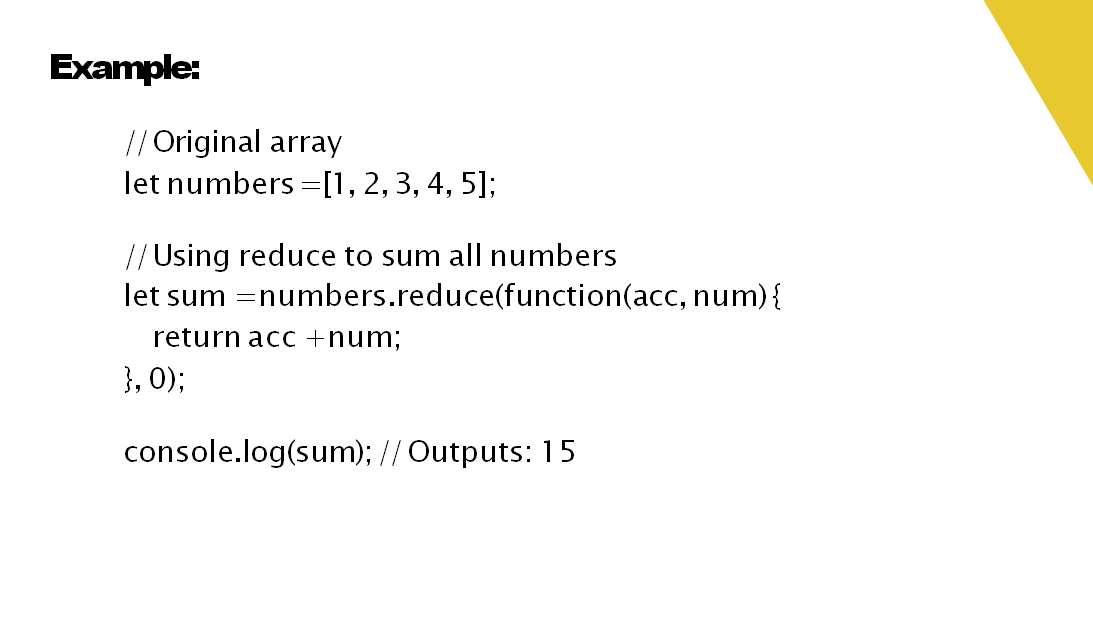 Example:
// Original array
let numbers =[1, 2, 3, 4, 5];
// Using reduce to sum all numbers
let sum =numbers.reduce(function(acc, num) {
return acc +num;
}, 0);
console.log(sum); // Outputs: 15